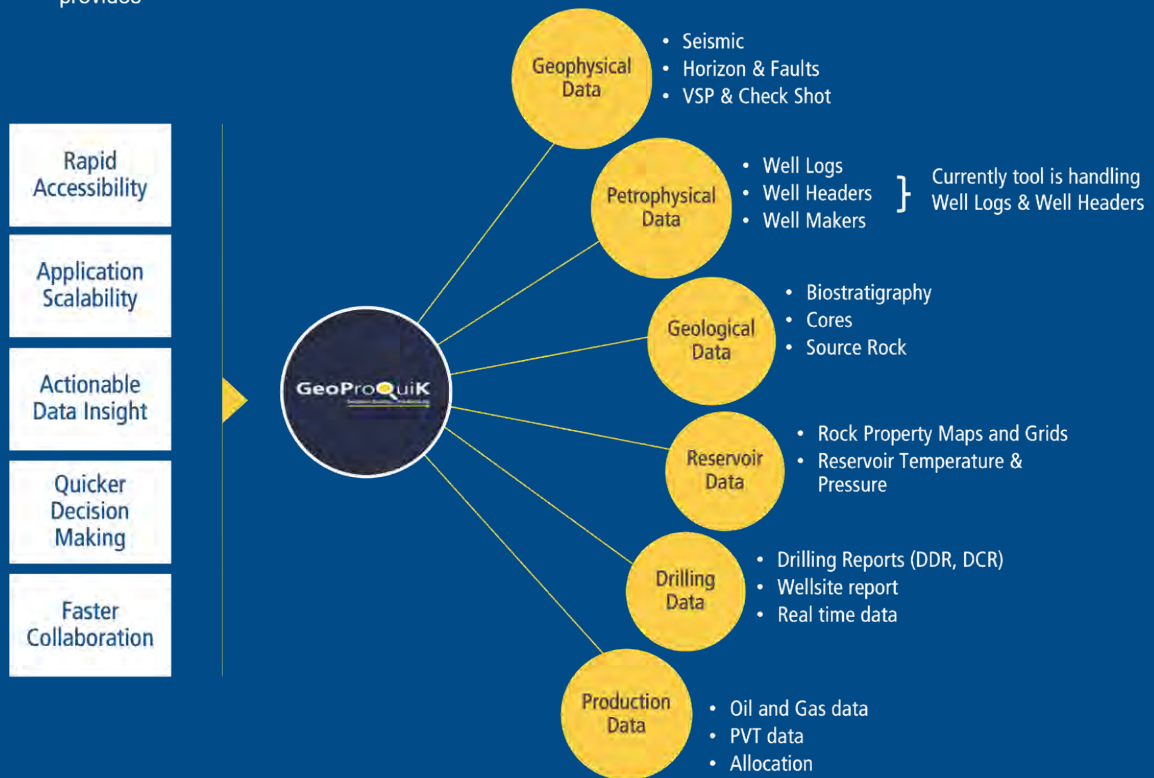 provides
Rapid
Accessibility
Application
Scalability
Actionable
Data Insight
Quicker
Decision
Making
Faster
Collaboration
GeoProQuiK
Geophysical
Data
• Seismic
• Horizon & Faults
• VSP & Check Shot
Petrophysical
Data
• Well Logs
• Well Headers
• Well Makers
}
Currently tool is handling
Well Logs & Well Headers
Geological
Data
• Biostratigraphy
• Cores
• Source Rock
Reservoir
Data
• Rock Property Maps and Grids
• Reservoir Temperature &
Pressure
Drilling
Data
• Drilling Reports (DDR, DCR)
• Wellsite report
• Real time data
Production
Data
• Oil and Gas data
• PVT data
• Allocation